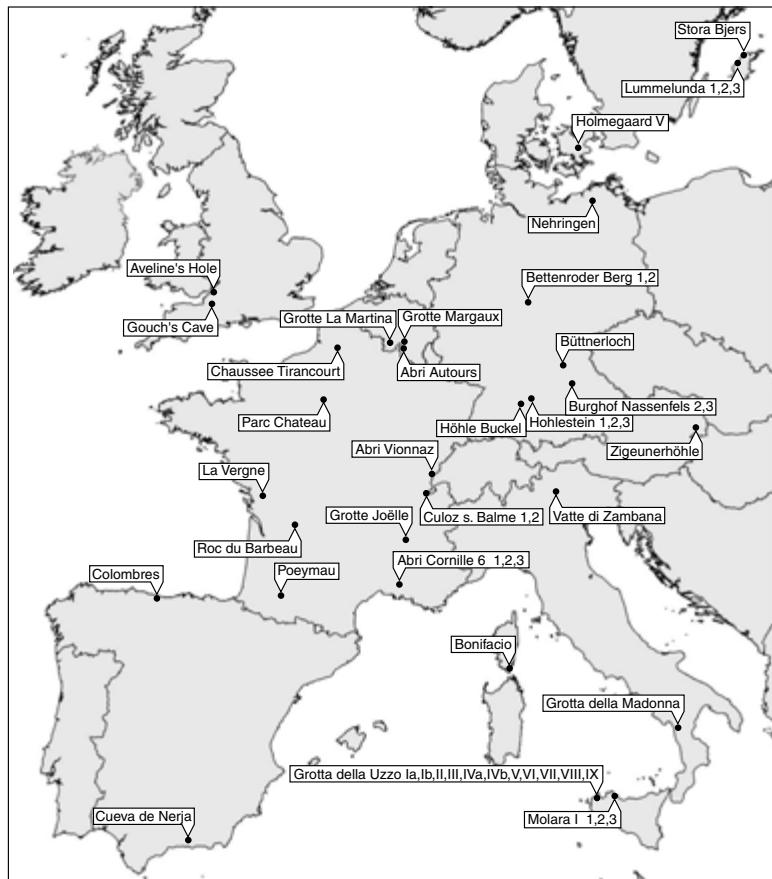 Stora Bjers
Lummelunda 1,2,3
Holmegaard V
Nehringen
Aveline's Hole
Bettenroder Berg 1,2
Gouch's Cave
Grotte La Martina
Grotte Margaux
Chaussee Tirancourt
Abri Autours
Büttnerloch
Burghof Nassenfels 2,3
Parc Chateau
Höhle Buckel
Hohlestein 1,2,3
Zigeunerhöhle
Abri Vionnaz
La Vergne
Culoz s. Balme 1,2
Vatte di Zambana
Grotte Joëlle
Roc du Barbeau
Abri Cornille 6 1,2,3
Poeymau
Colombres
Bonifacio
Grotta della Madonna
Grotta della Uzzo Ia,Ib,II,III,IVa,IVb,V,VI,VII,VIII,IX
Cueva de Nerja
Molara I 1,2,3